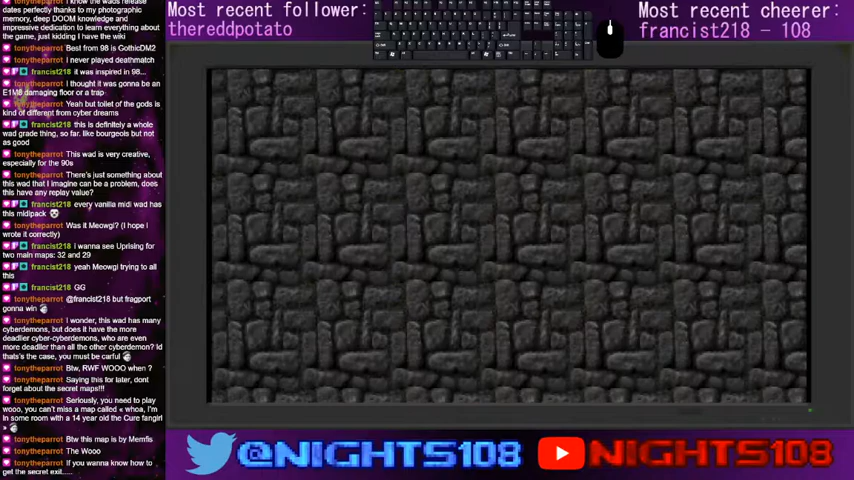 tonytheparrot I know the wads release
dates perfectly thanks to my photographic
memory, deep DOOM knowledge and
impressive dedication to learn everything about
the game, just kidding I have the wiki
tonytheparrot Best from 98 is GothicDM2
tonytheparrot I never played deathmatch
francist218 it was inspired in 98...
tonytheparrot I thought it was gonna be an
E1M8 damaging floor or a trap
tonytheparrot Yeah but toilet of the gods is
kind of different from cyber dreams
francist218 this is definitely a whole
wad grade thing, so far. like bourgeois but not
as good
tonytheparrot This wad is very creative,
especially for the 90s
tonytheparrot There's just something about
this wad that I imagine can be a problem, does
this have any replay value?
francist218 every vanilla midi wad has
this midipack
tonytheparrot Was it Meowgi? (I hope I
wrote it correctly)
francist218 I wanna see Uprising for
two main maps: 32 and 29
francist218 yeah Meowgi trying to all
this
francist218 GG
tonytheparrot @francist218 but fragport
gonna win
tonytheparrot I wonder, this wad has many
cyberdemons, but does it have the more
deadlier cyber-cyberdemons, who are even
more deadlier than all the other cyberdemon? Id
thats's the case, you must be carful
tonytheparrot Btw, RWF WOOO when ?
tonytheparrot Saying this for later, dont
forget about the secret maps!!!
tonytheparrot Seriously, you need to play
wooo, you can't miss a map called « whoa, I'm
in some room with a 14 year old the Cure fangirl
»
tonytheparrot Btw this map is by Memfis
tonytheparrot The Wooo
tonytheparrot If you wanna know how to
get the secret exit.....
Most recent follower:
thereddpotato
Most recent cheerer:
francist218 - 108
@NIGHTS108
NIGHTS108